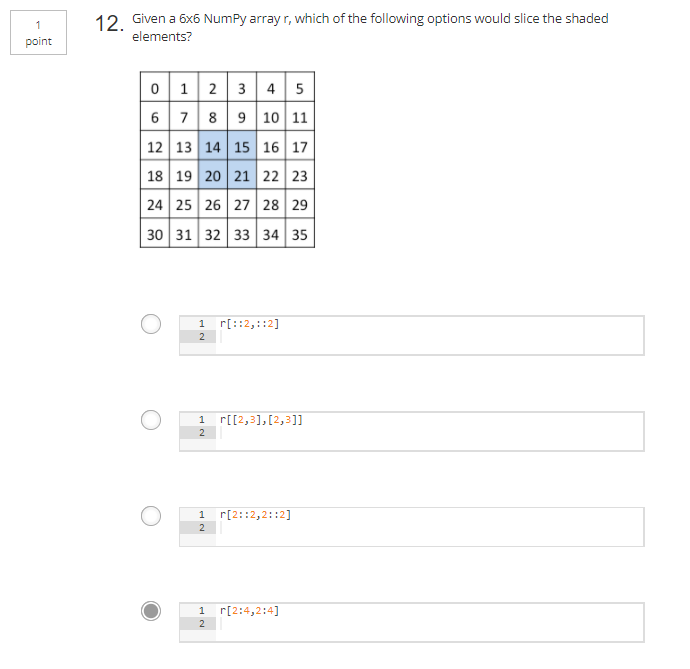 1
point
12. Given a 6x6 NumPy array r, which of the following options would slice the shaded
elements?
0 1 2 3 4 5
6 7 8 9 10 11
12 13 14 15 16 17
18 19 20 21 22 23
24 25 26 27 28 29
30 31 32 33 34 35
1 r[::2,::2]
2
1 r[[2,3],[2,3]]
2
1 r[2::2,2::2]
2
1 r[2:4,2:4]
2